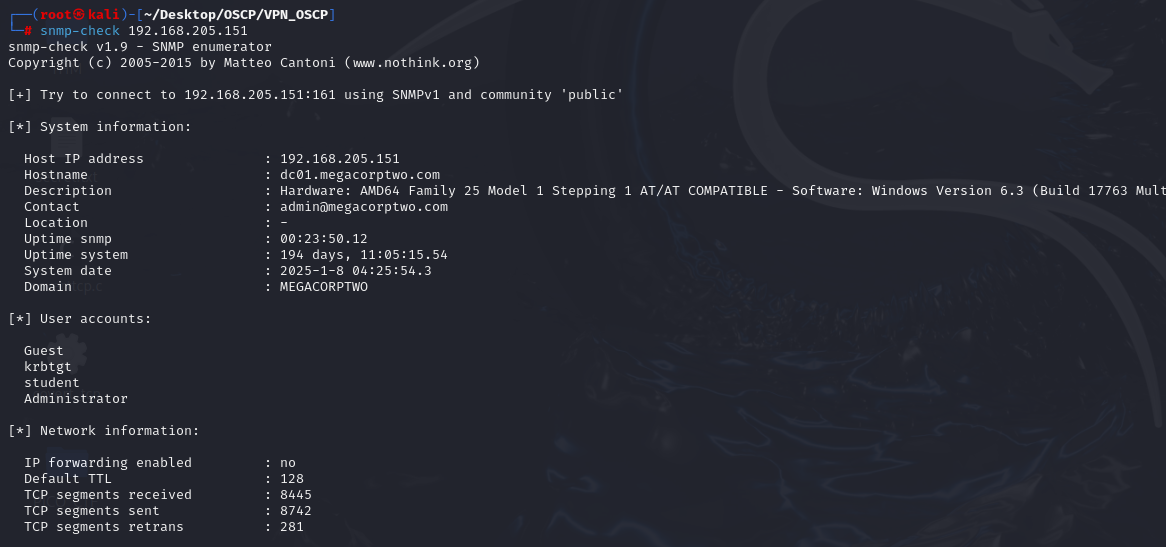 ┌──(root㉿kali)-[~/Desktop/OSCP/VPN_OSCP]
└─# snmp-check 192.168.205.151
snmp-check v1.9 - SNMP enumerator
Copyright (c) 2005-2015 by Matteo Cantoni (www.nothink.org)
[+] Try to connect to 192.168.205.151:161 using SNMPv1 and community 'public'
[*] System information:
Host IP address : 192.168.205.151
Hostname : dc01.megacorptwo.com
Description : Hardware: AMD64 Family 25 Model 1 Stepping 1 AT/AT COMPATIBLE - Software: Windows Version 6.3 (Build 17763 Mult
Contact : admin@megacorptwo.com
Location : -
Uptime snmp : 00:23:50.12
Uptime system : 194 days, 11:05:15.54
System date : 2025-1-8 04:25:54.3
Domain : MEGACORPTWO
[*] User accounts:
Guest
krbtgt
student
Administrator
[*] Network information:
IP forwarding enabled : no
Default TTL : 128
TCP segments received : 8445
TCP segments sent : 8742
TCP segments retrans : 281